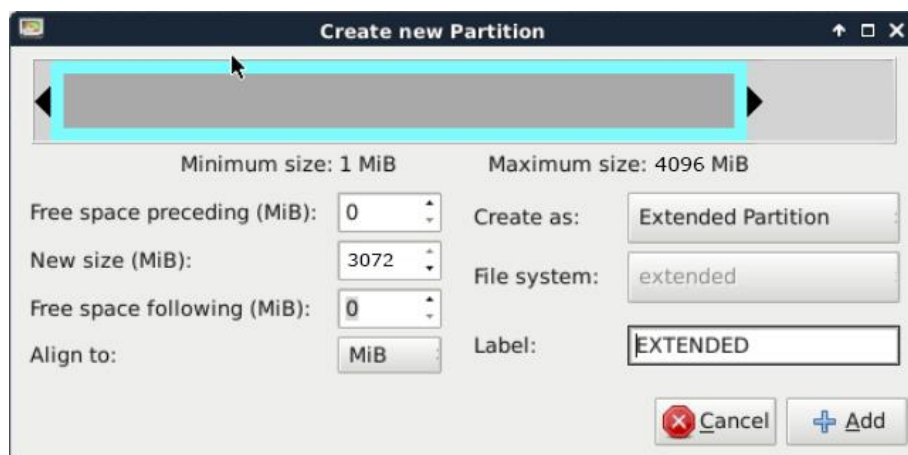 Create new Partition
Minimum size: 1 MiB Maximum size: 4096 MiB
Free space preceding (MiB): 0 Create as: Extended Partition
New size (MiB): 3072 File system: extended
Free space following (MiB): 0
Align to: MiB Label: EXTENDED
Cancel Add